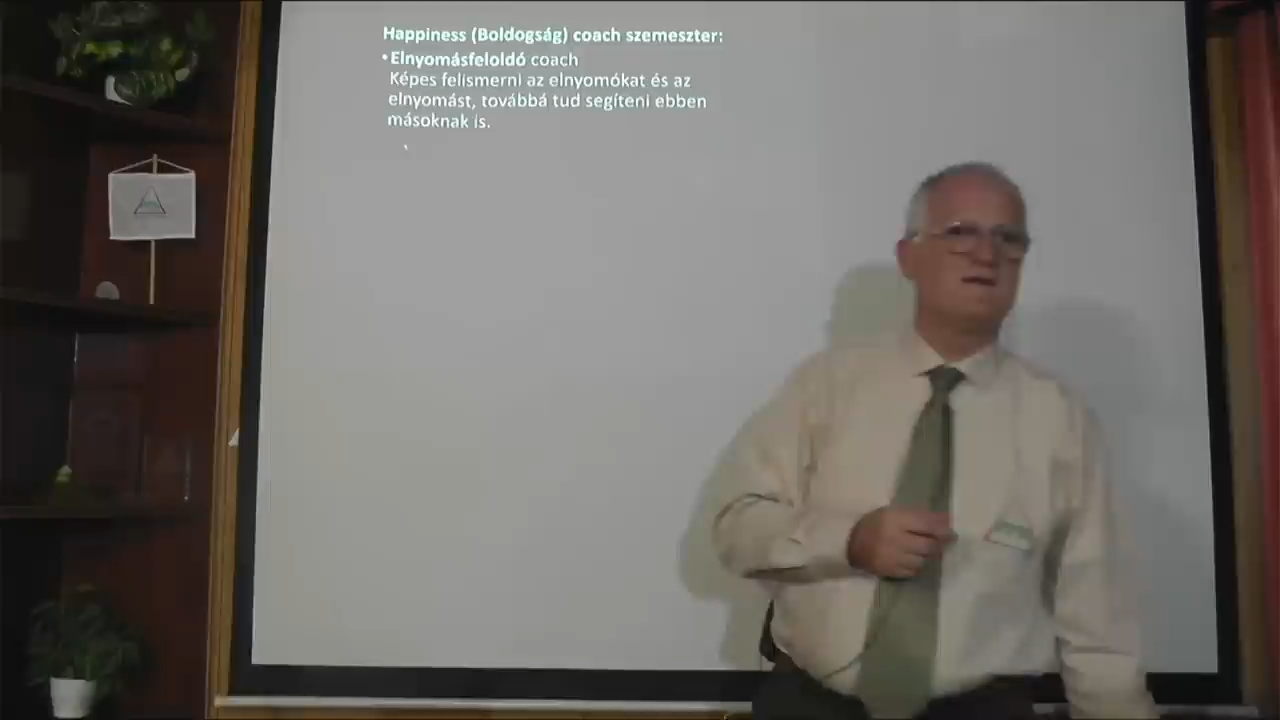 Happiness (Boldogság) coach szemeszter:
•Elnyomásfeloldó coach
Képes felismerni az elnyomókat és az
elnyomást, továbbá tud segíteni ebben
másoknak is.